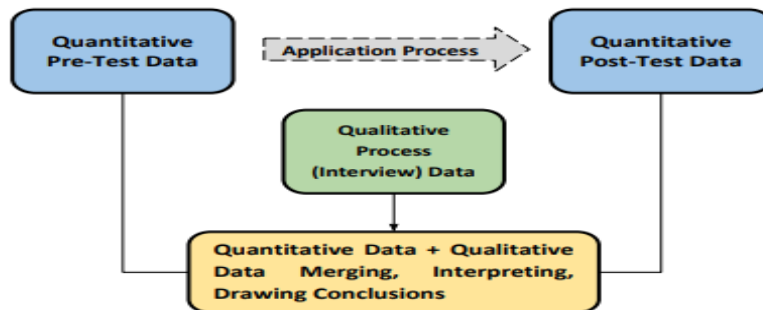 Quantitative
Pre-Test Data
Application Process
Quantitative
Post-Test Data
Qualitative
Process
(Interview) Data
Quantitative Data + Qualitative
Data Merging, Interpreting,
Drawing Conclusions